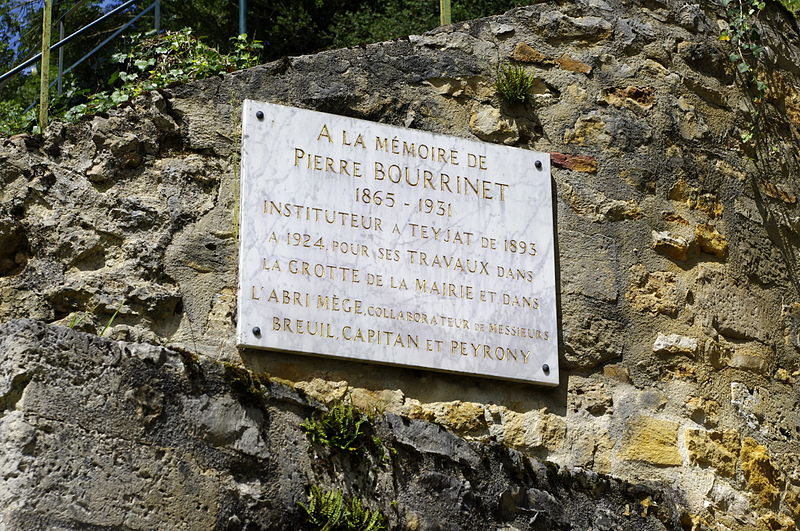 A LA MÉMOIRE DE
PIERRE BOURRINET
1865 - 1931
INSTITUTEUR A TEYJAT DE 1893
A 1924 POUR SES TRAVAUX DANS
LA GROTTE DE LA MAIRIE ET DANS
L'ABRI MÈGE, COLLABORATEUR DE MESSIEURS
BREUIL, CAPITAN ET PEYRONY